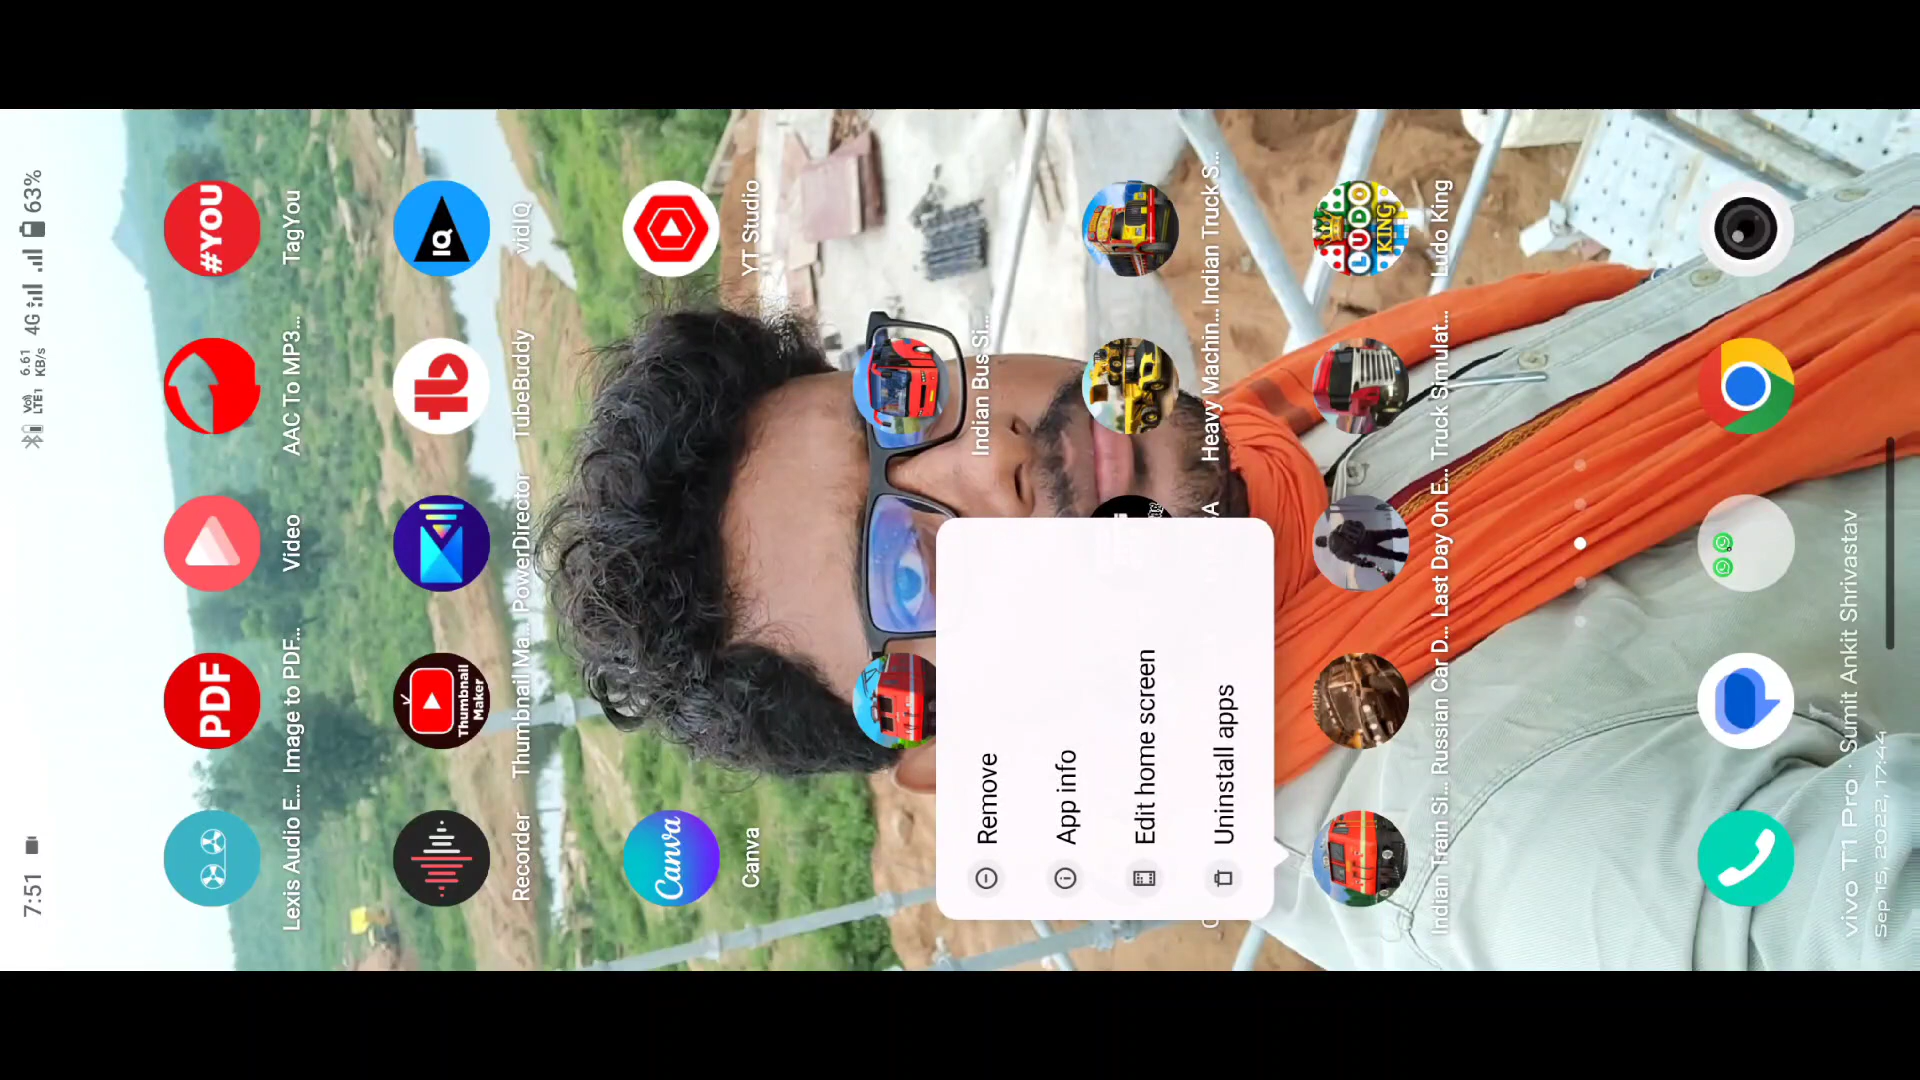 7:51
VoI) LTE1 6.61 KB/s 4G 63%
Lexis Audio E... Image to PDF... Video AAC To MP3... TagYou
PDF
#YOU
Recorder Thumbnail Ma... PowerDirector TubeBuddy vidIQ
Thumbnail Maker
IQ
Canva YT Studio
Canva
Indian Bus Si...
Heavy Machin... Indian Truck S...
Remove
App info
Edit home screen
Uninstall apps
Indian Train Si... Russian Car D... Last Day On E... Truck Simulat... Ludo King
LUDO KING
vivo T1 Pro · Sumit Ankit Shrivastav
Sep 15, 2022, 17:44